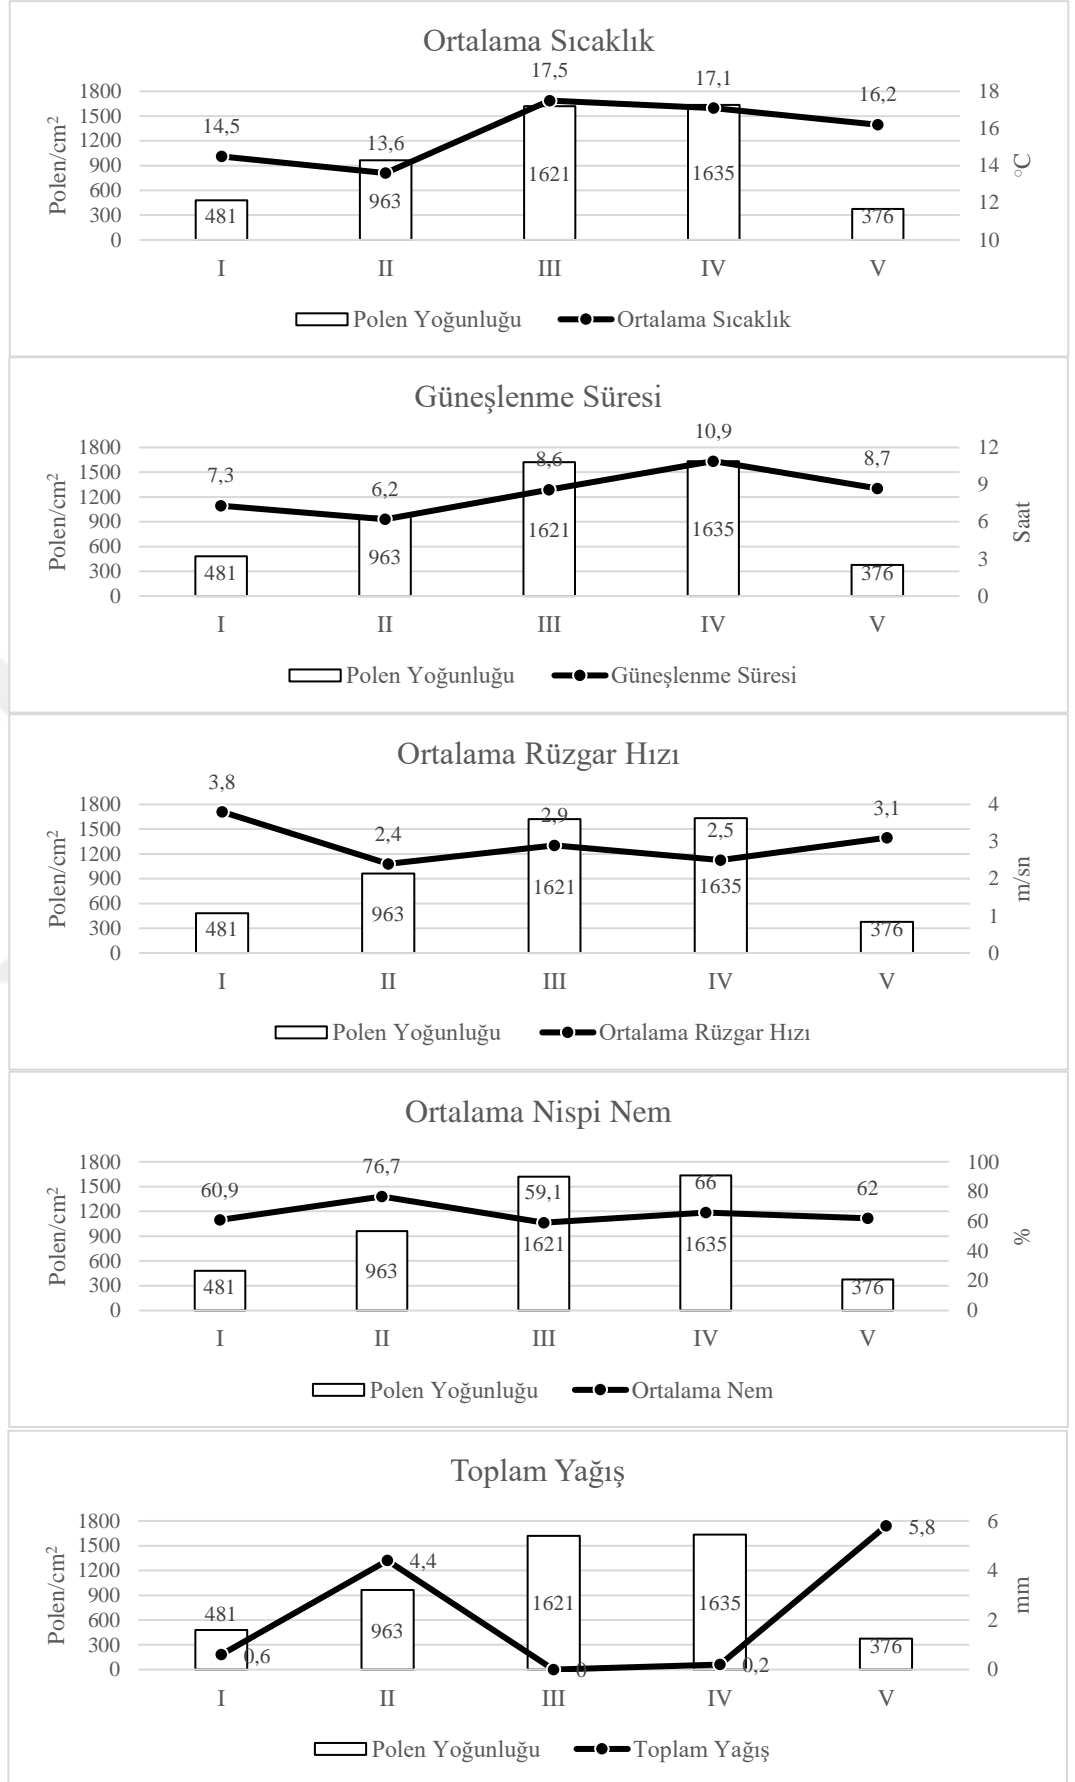 Ortalama Sıcaklık
17,5 17,1 16,2 14,5 13,6
1800 1500 1200 900 600 300 0
Polen/cm²
18 16 14 12 10
°C
481 963 1621 1635 376
I II III IV V
Polen Yoğunluğu Ortalama Sıcaklık
Güneşlenme Süresi
7,3 6,2 8,6 10,9 8,7
1800 1500 1200 900 600 300 0
Polen/cm²
12 9 6 3 0
Saat
481 963 1621 1635 376
I II III IV V
Polen Yoğunluğu Güneşlenme Süresi
Ortalama Rüzgar Hızı
3,8 2,4 2,9 2,5 3,1
1800 1500 1200 900 600 300 0
Polen/cm²
4 3 2 1 0
m/sn
481 963 1621 1635 376
I II III IV V
Polen Yoğunluğu Ortalama Rüzgar Hızı
Ortalama Nispi Nem
60,9 76,7 59,1 66 62
1800 1500 1200 900 600 300 0
Polen/cm²
100 80 60 40 20 0
%
481 963 1621 1635 376
I II III IV V
Polen Yoğunluğu Ortalama Nem
Toplam Yağış
0,6 4,4 0 0,2 5,8
1800 1500 1200 900 600 300 0
Polen/cm²
6 4 2 0
mm
481 963 1621 1635 376
I II III IV V
Polen Yoğunluğu Toplam Yağış